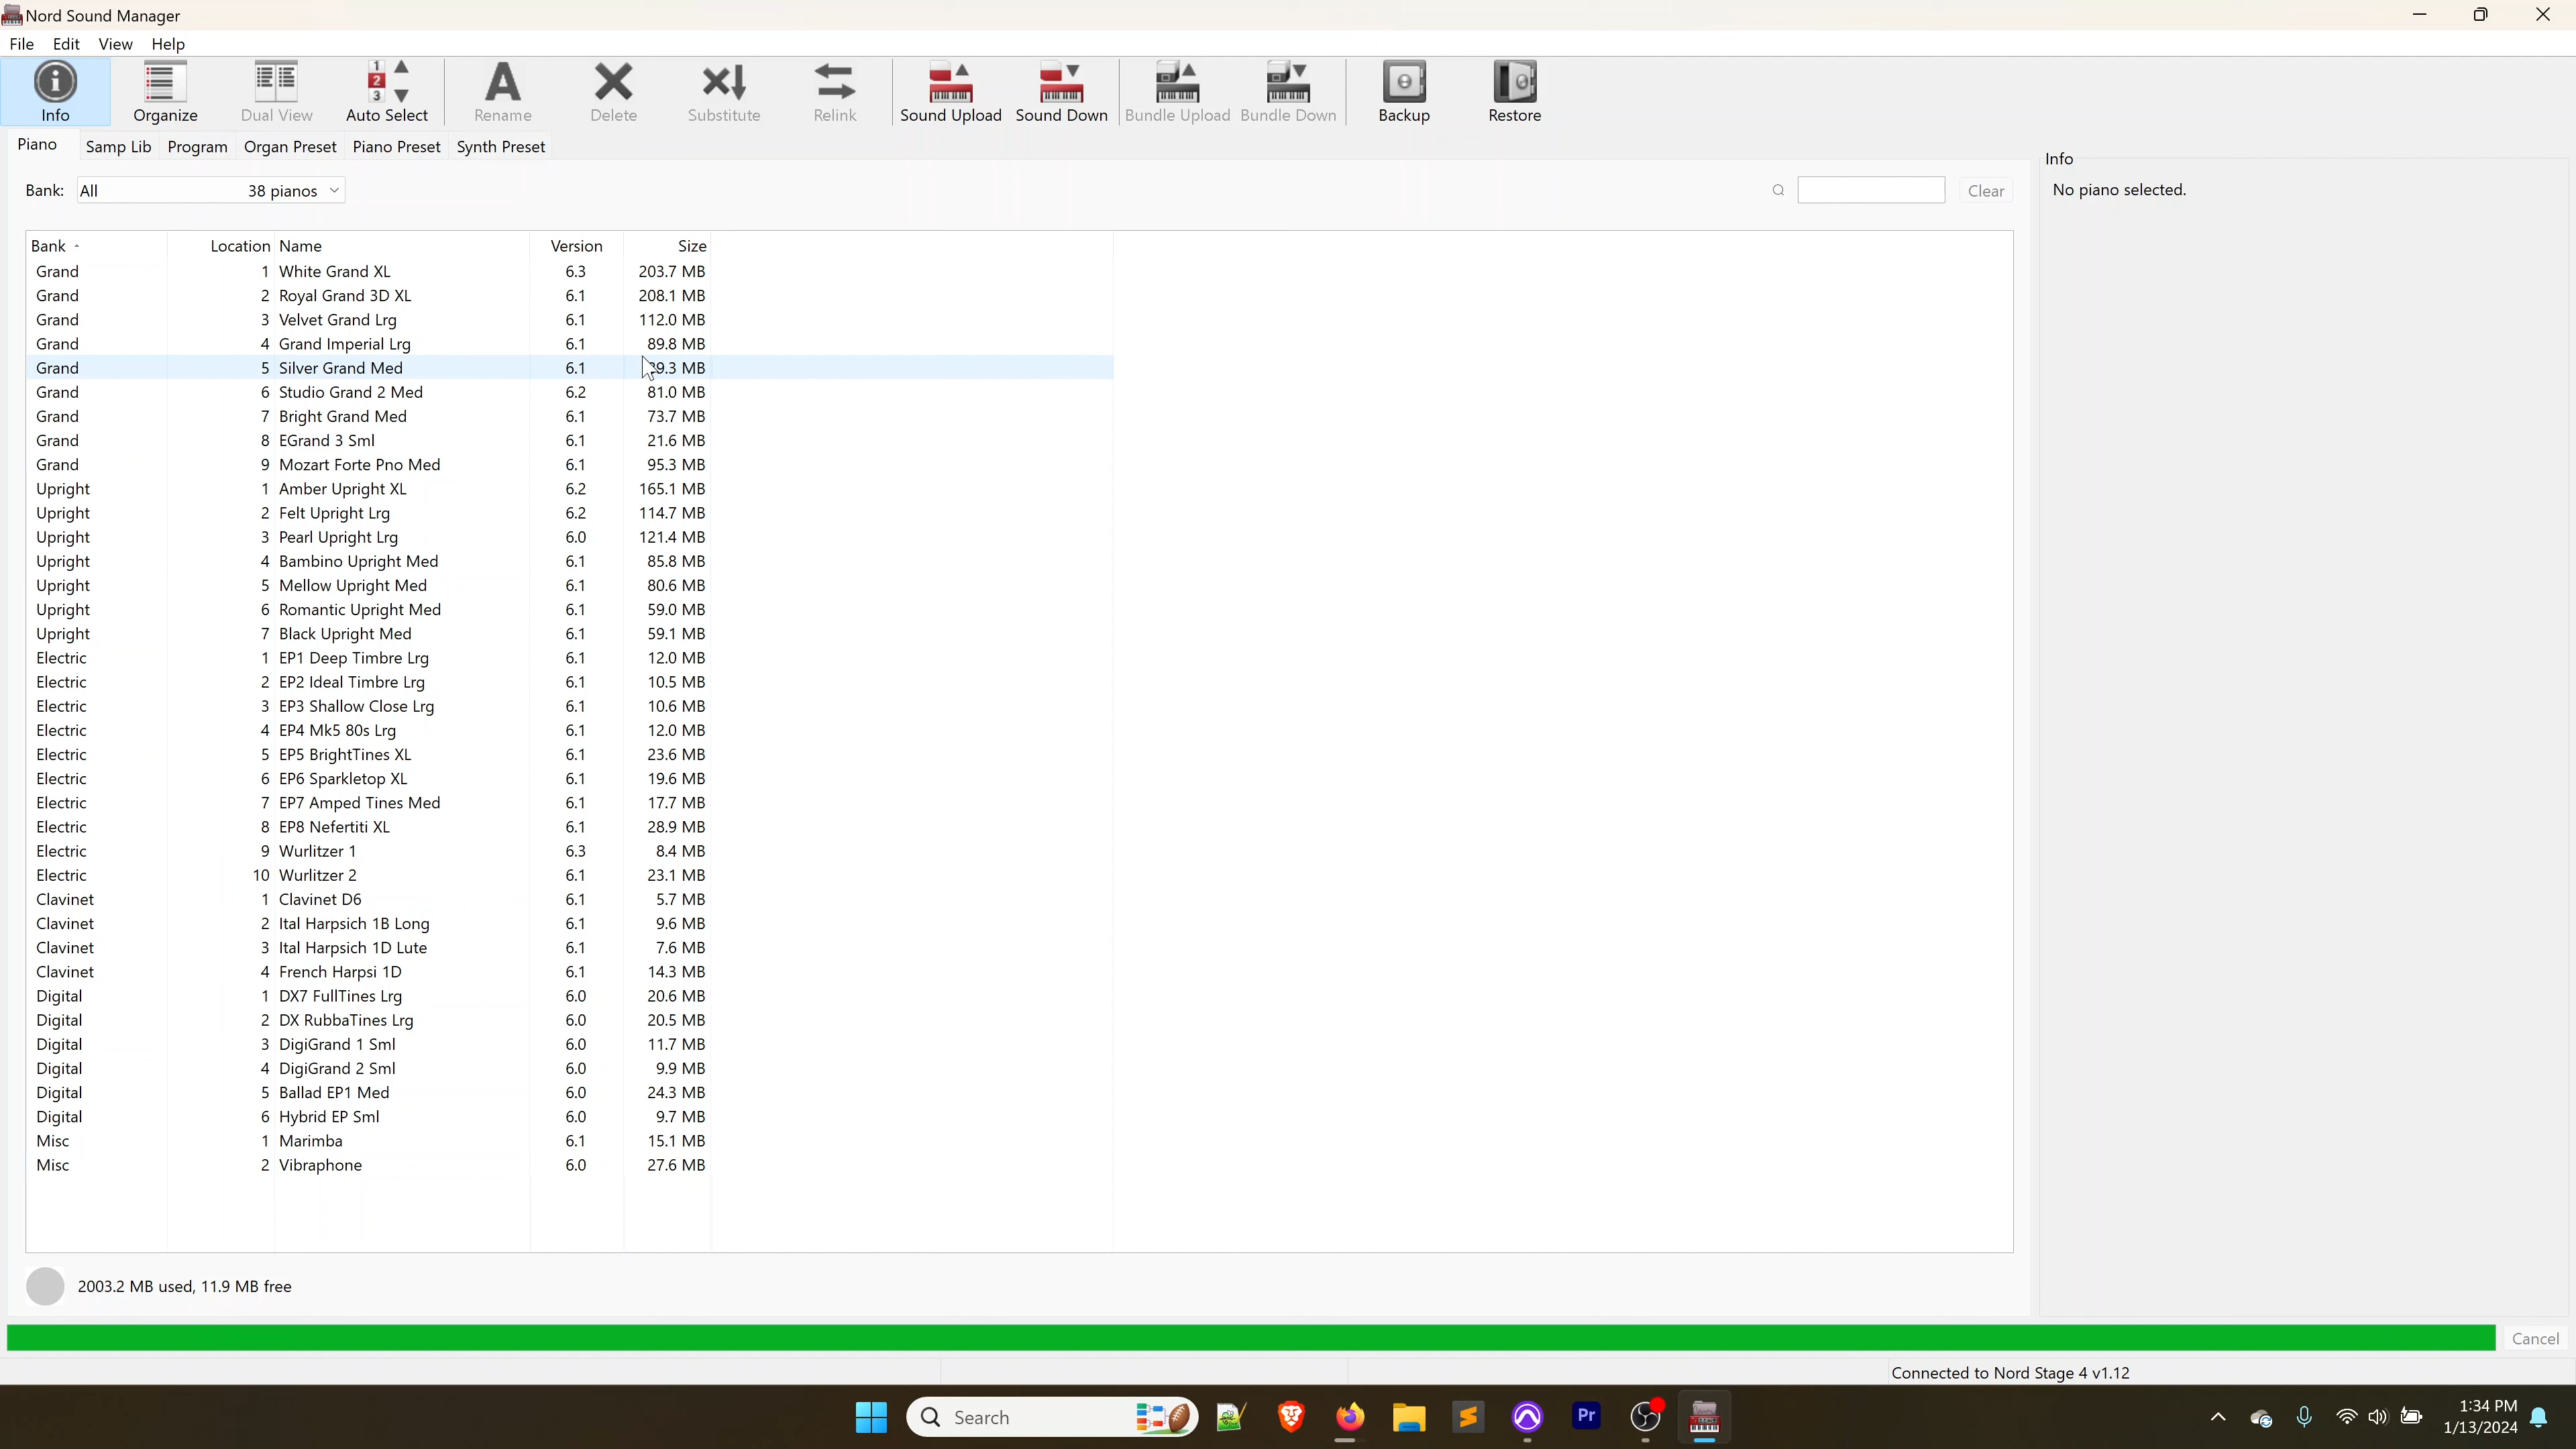 Nord Sound Manager
File Edit View Help
Info Organize Dual View Auto Select Rename Delete Substitute Relink Sound Upload Sound Down Bundle Upload Bundle Down Backup Restore
Piano Samp Lib Program Organ Preset Piano Preset Synth Preset
Info
Bank: All 38 pianos Clear No piano selected.
Bank Location Name Version Size
Grand 1 White Grand XL 6.3 203.7 MB
Grand 2 Royal Grand 3D XL 6.1 208.1 MB
Grand 3 Velvet Grand Lrg 6.1 112.0 MB
Grand 4 Grand Imperial Lrg 6.1 89.8 MB
Grand 5 Silver Grand Med 6.1 9.3 MB
Grand 6 Studio Grand 2 Med 6.2 81.0 MB
Grand 7 Bright Grand Med 6.1 73.7 MB
Grand 8 EGrand 3 Sml 6.1 21.6 MB
Grand 9 Mozart Forte Pno Med 6.1 95.3 MB
Upright 1 Amber Upright XL 6.2 165.1 MB
Upright 2 Felt Upright Lrg 6.2 114.7 MB
Upright 3 Pearl Upright Lrg 6.0 121.4 MB
Upright 4 Bambino Upright Med 6.1 85.8 MB
Upright 5 Mellow Upright Med 6.1 80.6 MB
Upright 6 Romantic Upright Med 6.1 59.0 MB
Upright 7 Black Upright Med 6.1 59.1 MB
Electric 1 EP1 Deep Timbre Lrg 6.1 12.0 MB
Electric 2 EP2 Ideal Timbre Lrg 6.1 10.5 MB
Electric 3 EP3 Shallow Close Lrg 6.1 10.6 MB
Electric 4 EP4 Mk5 80s Lrg 6.1 12.0 MB
Electric 5 EP5 BrightTines XL 6.1 23.6 MB
Electric 6 EP6 Sparkletop XL 6.1 19.6 MB
Electric 7 EP7 Amped Tines Med 6.1 17.7 MB
Electric 8 EP8 Nefertiti XL 6.1 28.9 MB
Electric 9 Wurlitzer 1 6.3 8.4 MB
Electric 10 Wurlitzer 2 6.1 23.1 MB
Clavinet 1 Clavinet D6 6.1 5.7 MB
Clavinet 2 Ital Harpsich 1B Long 6.1 9.6 MB
Clavinet 3 Ital Harpsich 1D Lute 6.1 7.6 MB
Clavinet 4 French Harpsi 1D 6.1 14.3 MB
Digital 1 DX7 FullTines Lrg 6.0 20.6 MB
Digital 2 DX RubbaTines Lrg 6.0 20.5 MB
Digital 3 DigiGrand 1 Sml 6.0 11.7 MB
Digital 4 DigiGrand 2 Sml 6.0 9.9 MB
Digital 5 Ballad EP1 Med 6.0 24.3 MB
Digital 6 Hybrid EP Sml 6.0 9.7 MB
Misc 1 Marimba 6.1 15.1 MB
Misc 2 Vibraphone 6.0 27.6 MB
2003.2 MB used, 11.9 MB free
Cancel
Connected to Nord Stage 4 v1.12
Search Pr 1:34 PM
1/13/2024